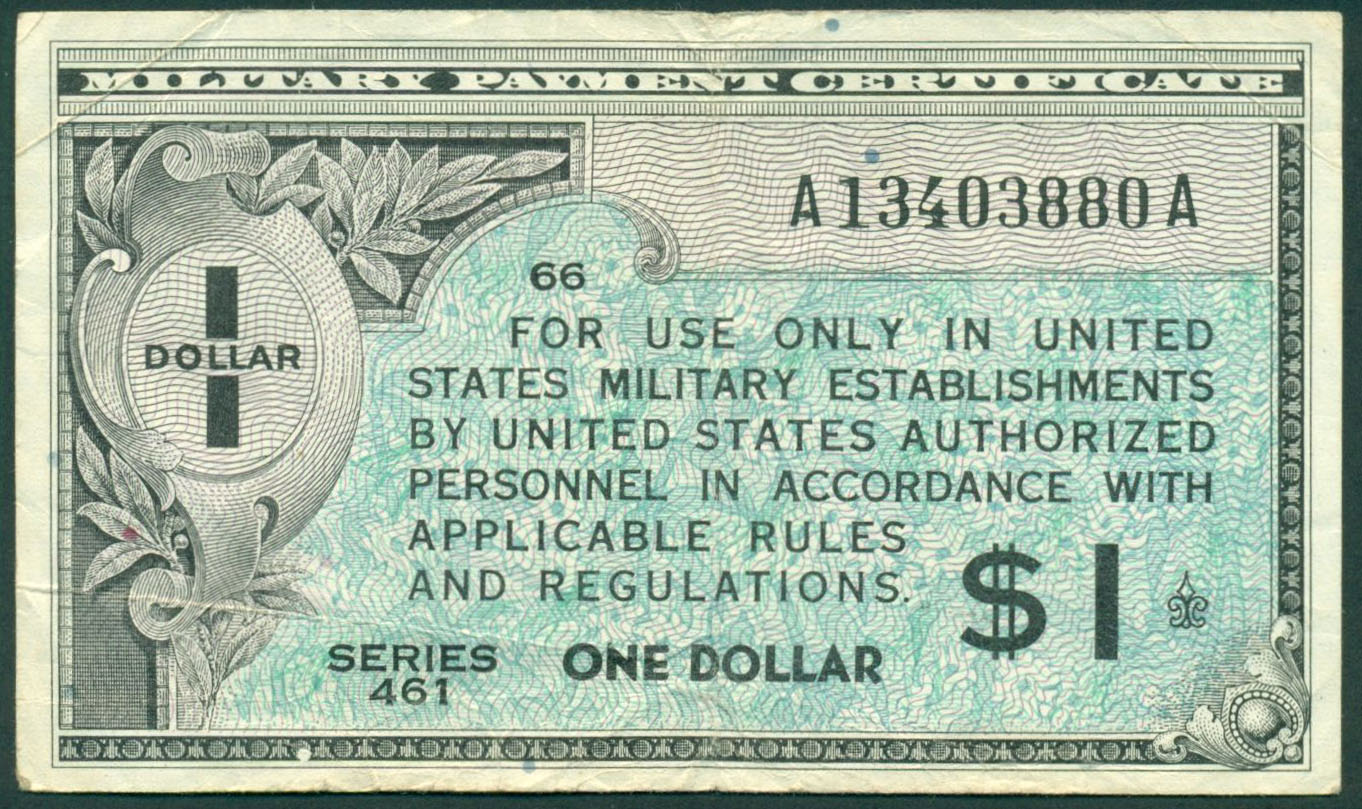 MILITARY PAYMENT CERTIFICATE
A13403880A
66
1
DOLLAR
FOR USE ONLY IN UNITED
STATES MILITARY ESTABLISHMENTS
BY UNITED STATES AUTHORIZED
PERSONNEL IN ACCORDANCE WITH
APPLICABLE RULES
AND REGULATIONS.
$1
SERIES
461
ONE DOLLAR